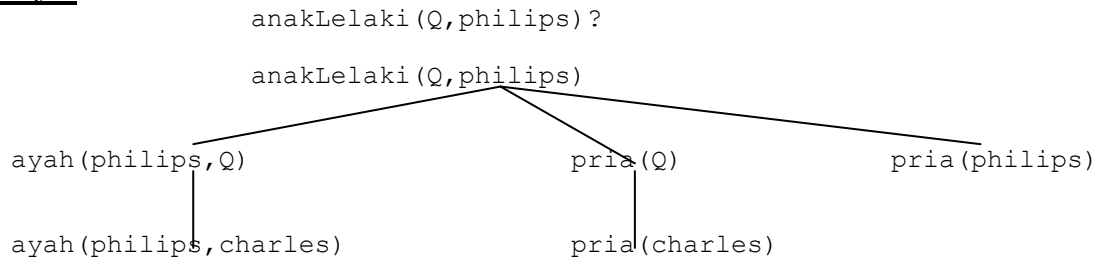 anakLelaki(Q,philips)?
anakLelaki(Q,philips)
ayah(philips,Q) pria(Q) pria(philips)
ayah(philips,charles) pria(charles)